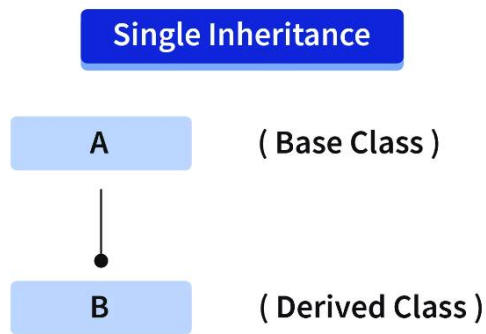 Single Inheritance
A ( Base Class )
B ( Derived Class )